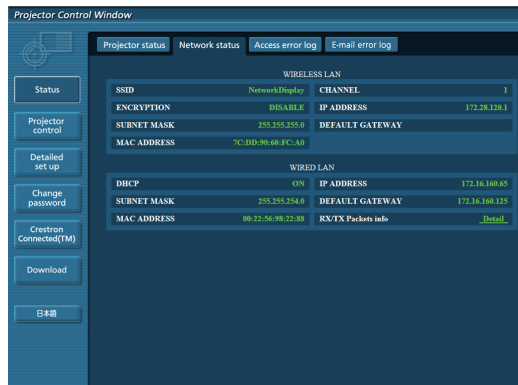 Projector Control Window
Projector status Network status Access error log E-mail error log
Status
Projector control
Detailed set up
Change password
Crestron Connected(TM)
Download
日本語
WIRELESS LAN
SSID NetworkDisplay CHANNEL 1
ENCRYPTION DISABLE IP ADDRESS 172.28.120.1
SUBNET MASK 255.255.255.0 DEFAULT GATEWAY
MAC ADDRESS 7C:DD:90:60:FC:A0
WIRED LAN
DHCP ON IP ADDRESS 172.16.160.65
SUBNET MASK 255.255.254.0 DEFAULT GATEWAY 172.16.160.125
MAC ADDRESS 00:22:56:98:22:88 RX/TX Packets info Detail